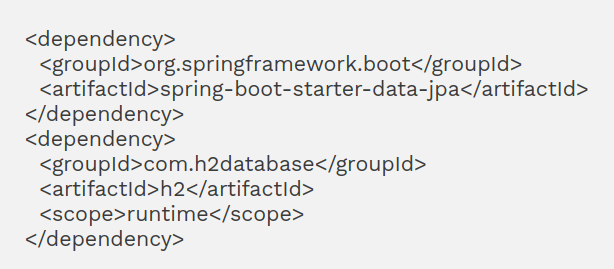 <dependency>
<groupId>org.springframework.boot</groupId>
<artifactId>spring-boot-starter-data-jpa</artifactId>
</dependency>
<dependency>
<groupId>com.h2database</groupId>
<artifactId>h2</artifactId>
<scope>runtime</scope>
</dependency>